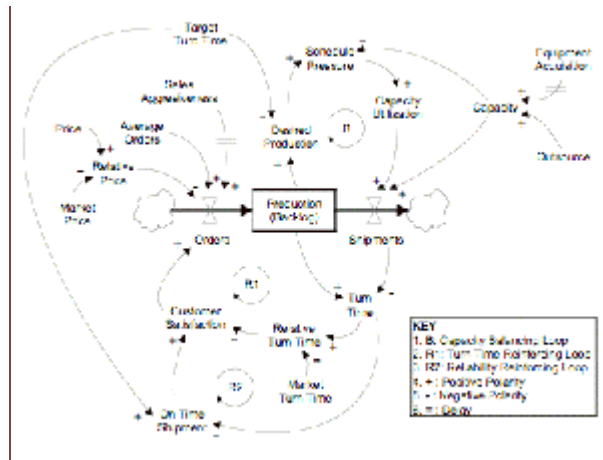 Target
Turn Time
Schedule
Pressure
Equipment
Acquisition
Sales
Aggressiveness
Capacity
Utilization
Capacity
Price
Average
Orders
Desired
Production
Relative
Price
Outsource
Market
Price
Production
(Backlog)
Orders
Shipments
R1
Turn
Time
Customer
Satisfaction
Relative
Turn Time
R2
Market
Turn Time
On Time
Shipment
KEY
1. B: Capacity Balancing Loop
2. R1: Turn Time Reinforcing Loop
3. R2: Reliability Reinforcing Loop
4. + : Positive Polarity
5. - : Negative Polarity
6. = : Delay